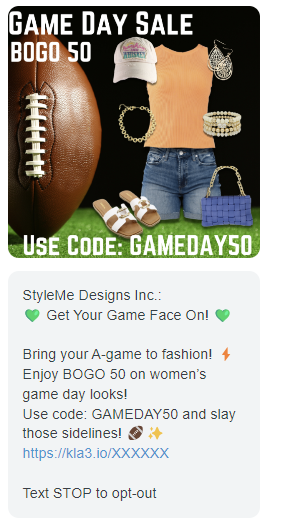 Game Day Sale
BOGO 50
Use Code: GAMEDAY50
StyleMe Designs Inc.:
💚 Get Your Game Face On! 💚
Bring your A-game to fashion! ⚡
Enjoy BOGO 50 on women's
game day looks!
Use code: GAMEDAY50 and slay
those sidelines! 🏈 ✨
https://kla3.io/XXXXXX
Text STOP to opt-out